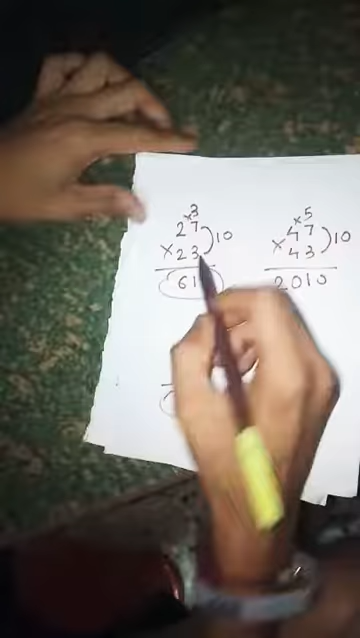 ×3 ×5
27 )10 47 )10
× 23 × 43
61 2010